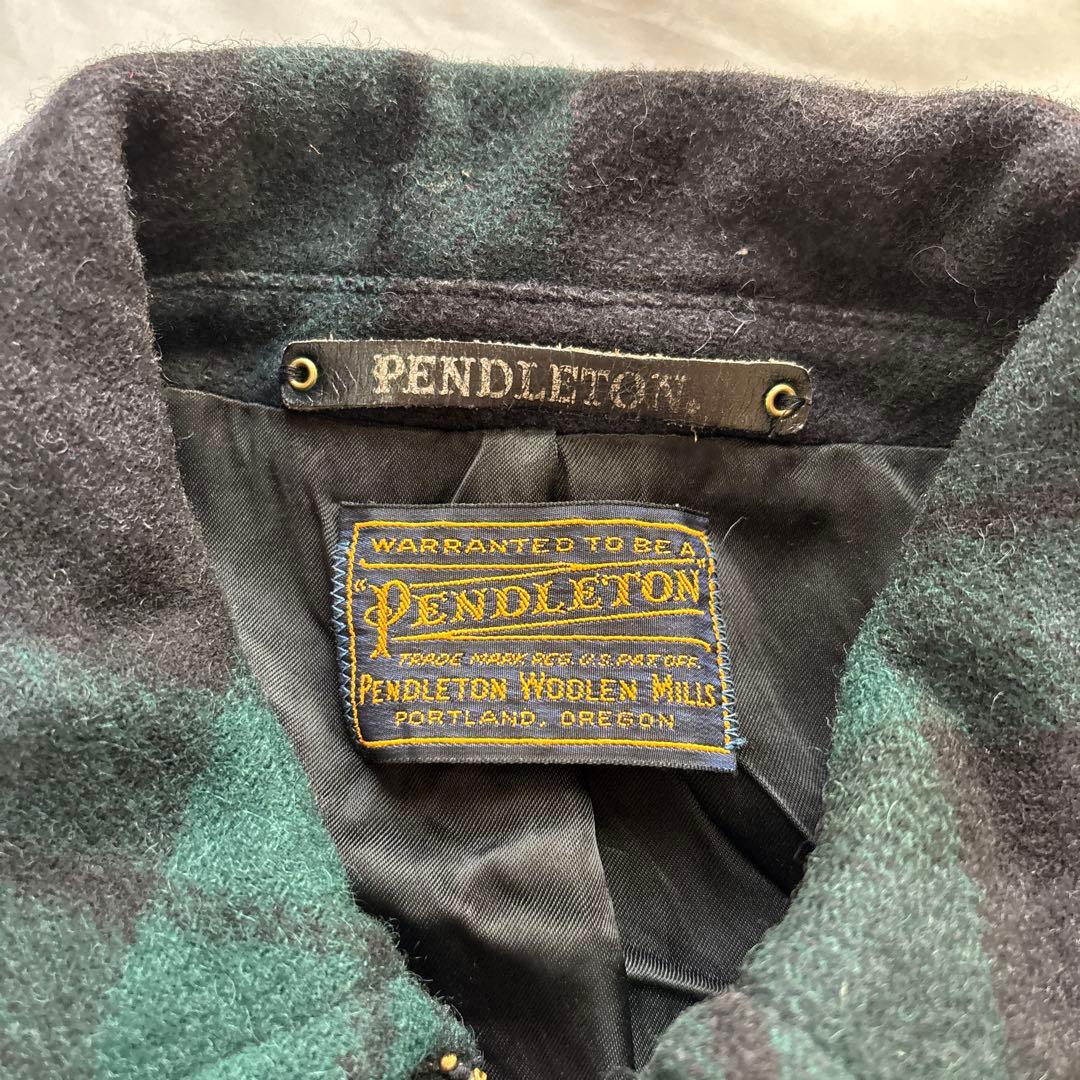 PENDLETON.
WARRANTED TO BE A
"PENDLETON"
TRADE MARK REG. U.S. PAT OFF.
PENDLETON WOOLEN MILLS
PORTLAND, OREGON